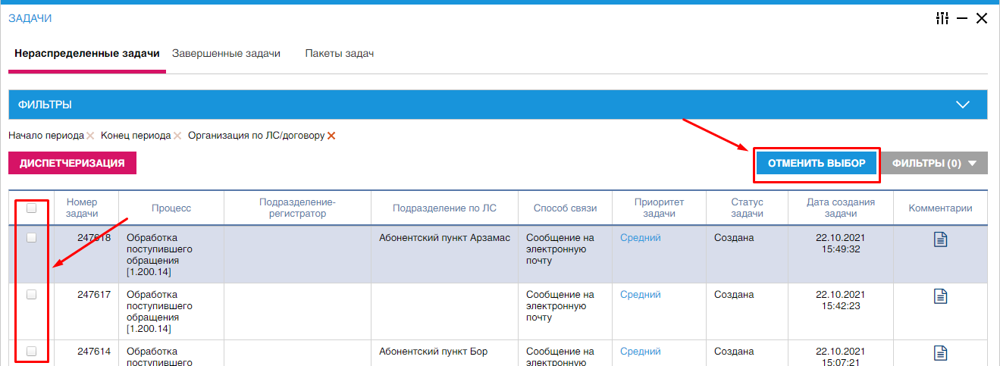 ЗАДАЧИ
Нераспределенные задачи Завершенные задачи Пакеты задач
ФИЛЬТРЫ
Начало периода Конец периода Организация по ЛС/договору
ДИСПЕТЧЕРИЗАЦИЯ ОТМЕНИТЬ ВЫБОР ФИЛЬТРЫ (0)
Номер задачи Процесс Подразделение-регистратор Подразделение по ЛС Способ связи Приоритет задачи Статус задачи Дата создания задачи Комментарии
247618 Обработка Абонентский пункт Арзамас Сообщение на Средний Создана 22.10.2021
поступившего электронную 15:49:32
обращения почту
[1.200.14]
247617 Обработка Сообщение на Средний Создана 22.10.2021
поступившего электронную 15:42:23
обращения почту
[1.200.14]
247614 Обработка Абонентский пункт Бор Сообщение на Средний Создана 22.10.2021
поступившего электронную 15:07:21